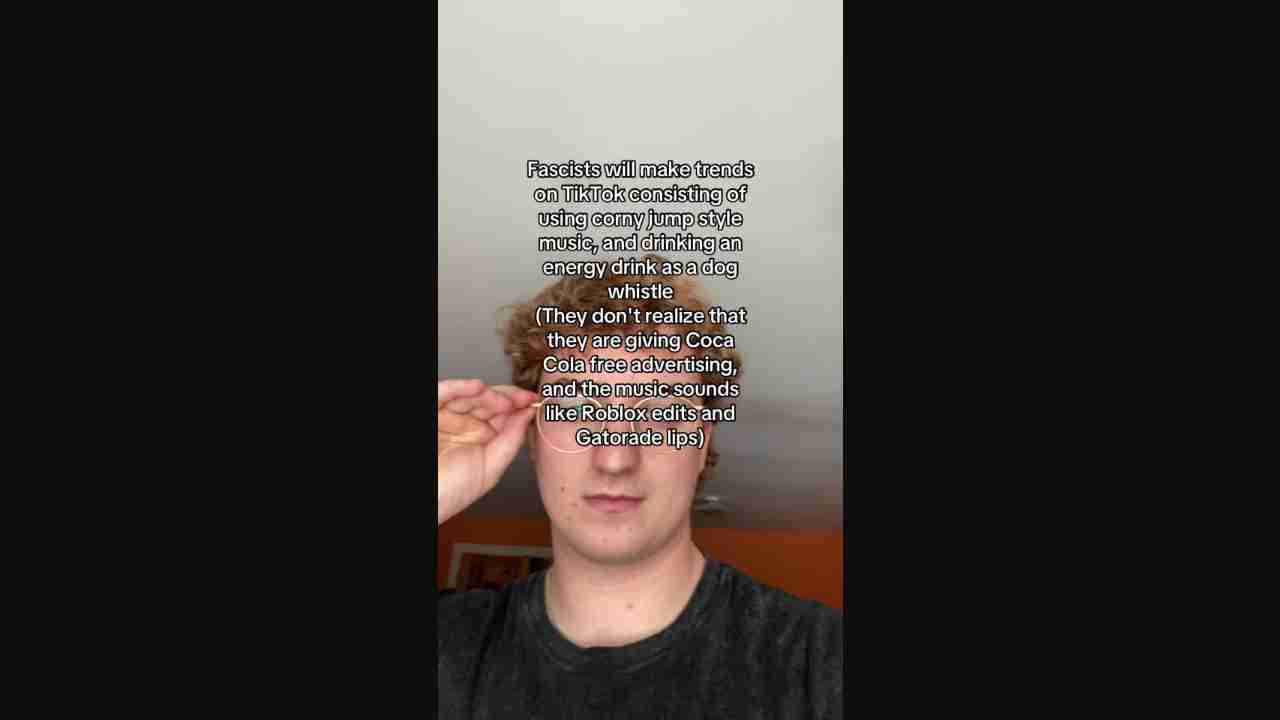 Fascists will make trends
on TikTok consisting of
using corny jump style
music, and drinking an
energy drink as a dog
whistle
(They don't realize that
they are giving Coca
Cola free advertising,
and the music sounds
like Roblox edits and
Gatorade lips)